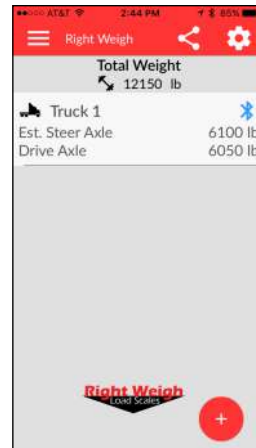 AT&T 2:44 PM 85%
Right Weigh
Total Weight
12150 lb
Truck 1
Est. Steer Axle 6100 lb
Drive Axle 6050 lb
Right Weigh
Load Scales
+